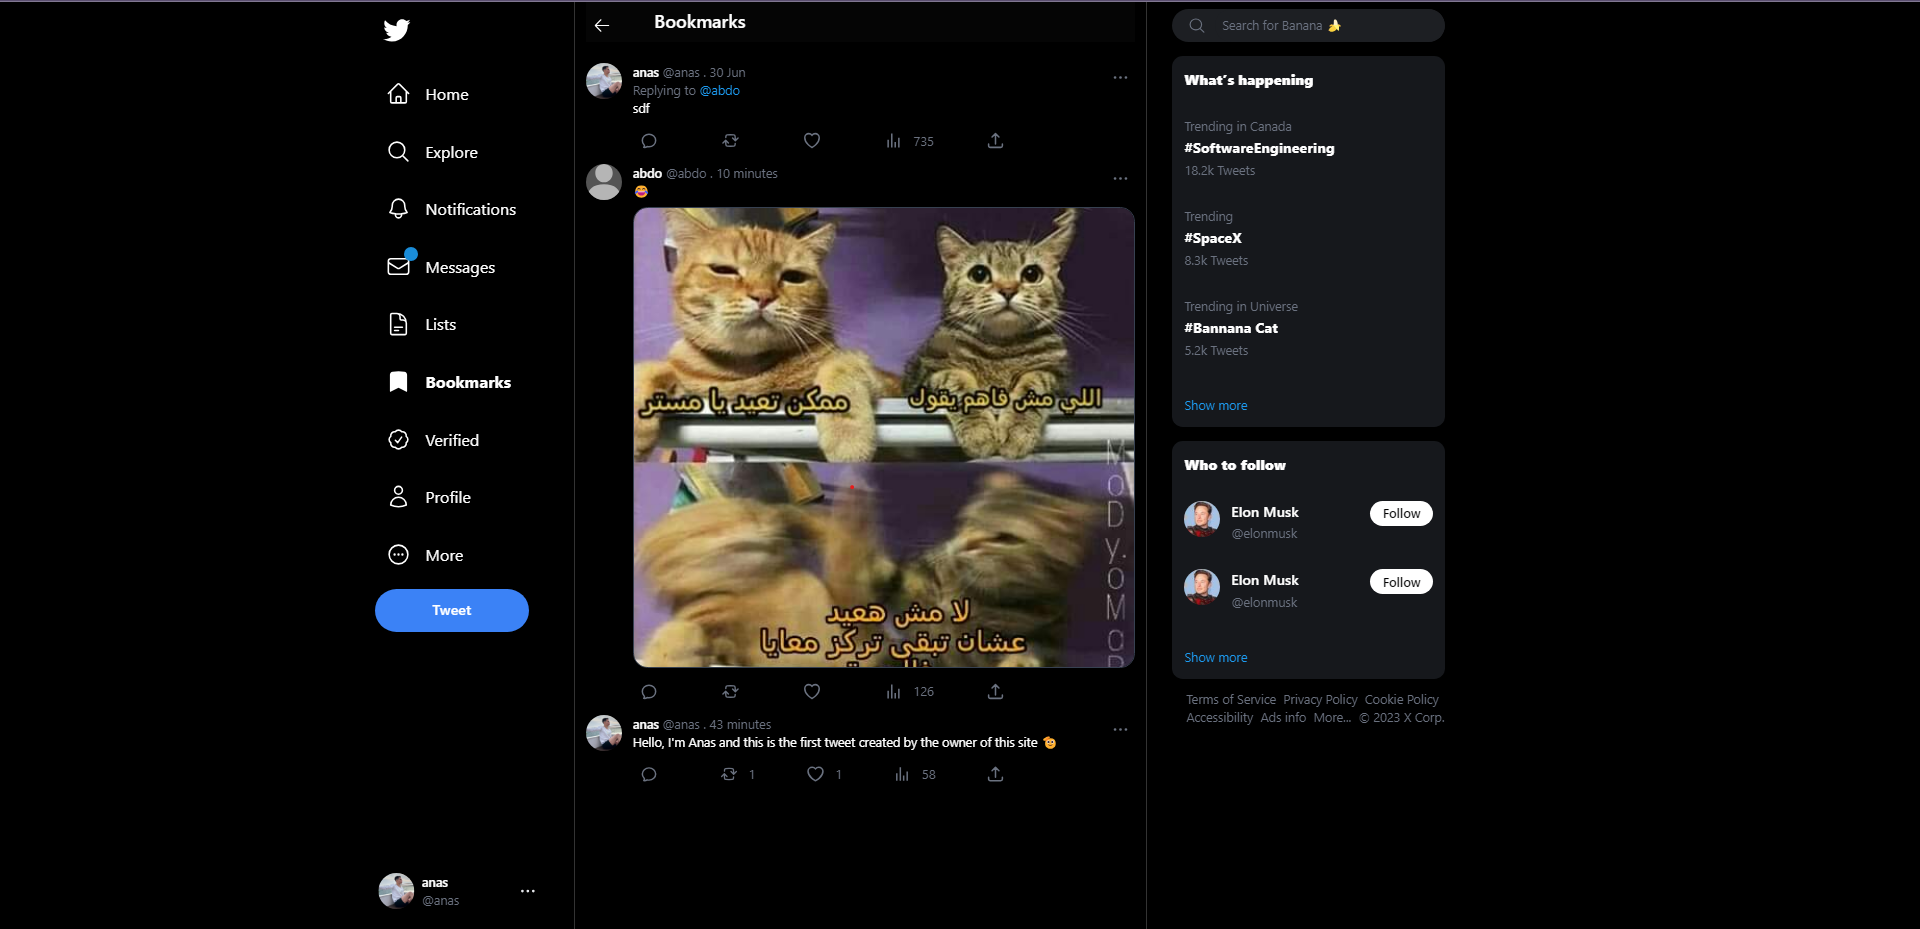 Home
Explore
Notifications
Messages
Lists
Bookmarks
Verified
Profile
More
Tweet
anas
@anas
Bookmarks
anas @anas . 30 Jun
Replying to @abdo
sdf
735
abdo @abdo . 10 minutes
😂
اللي مش فاهم يقول
ممكن تعيد يا مستر
لا مش هعيد
عشان تبقى تركز معايا
126
anas @anas . 43 minutes
Hello, I'm Anas and this is the first tweet created by the owner of this site 🫡
1 1 58
Search for Banana 🍌
What's happening
Trending in Canada
#SoftwareEngineering
18.2k Tweets
Trending
#SpaceX
8.3k Tweets
Trending in Universe
#Bannana Cat
5.2k Tweets
Show more
Who to follow
Elon Musk
@elonmusk
Follow
Elon Musk
@elonmusk
Follow
Show more
Terms of Service Privacy Policy Cookie Policy
Accessibility Ads info More... © 2023 X Corp.